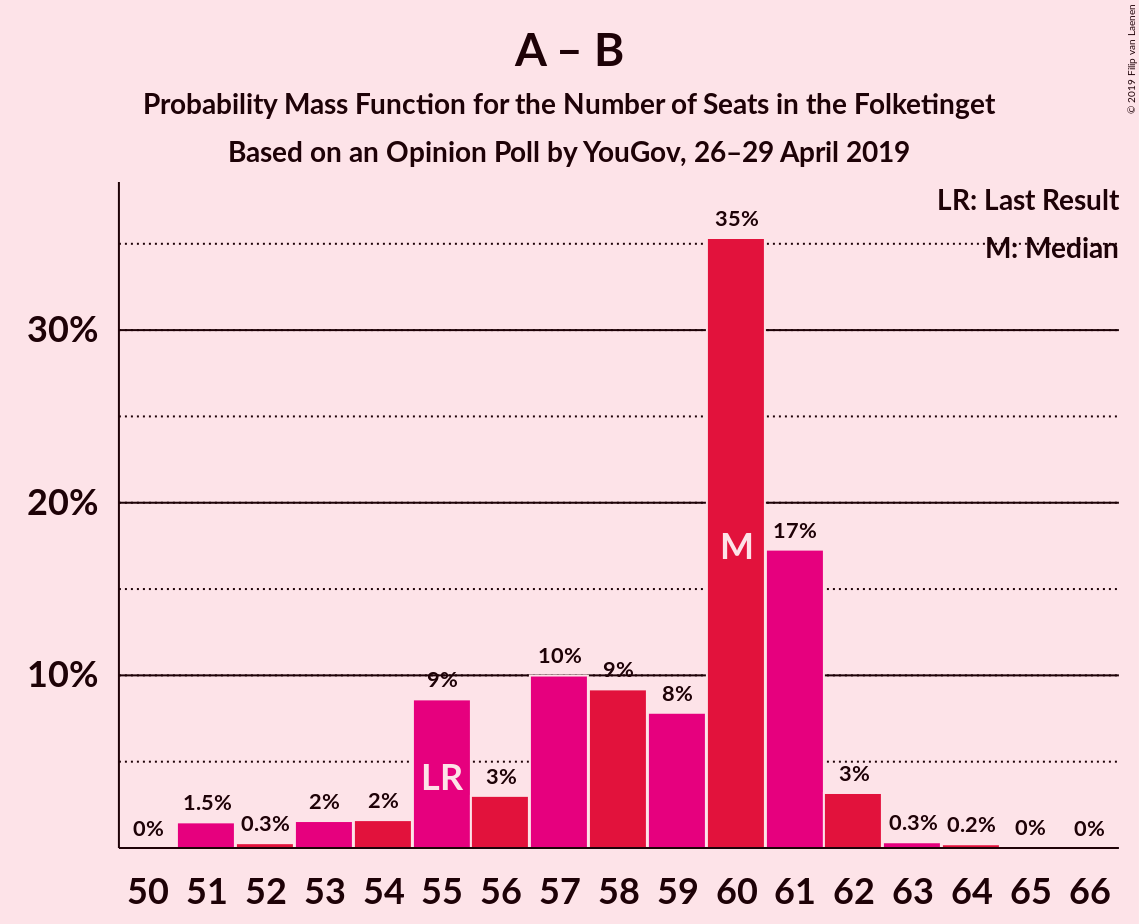 A – B
Probability Mass Function for the Number of Seats in the Folketinget
Based on an Opinion Poll by YouGov, 26–29 April 2019
© 2019 Filip van Laenen
LR: Last Result
M: Median
30%
20%
10%
0%
1.5%
0.3%
2%
2%
9%
3%
10%
9%
8%
35%
17%
3%
0.3%
0.2%
0%
0%
LR
M
50 51 52 53 54 55 56 57 58 59 60 61 62 63 64 65 66